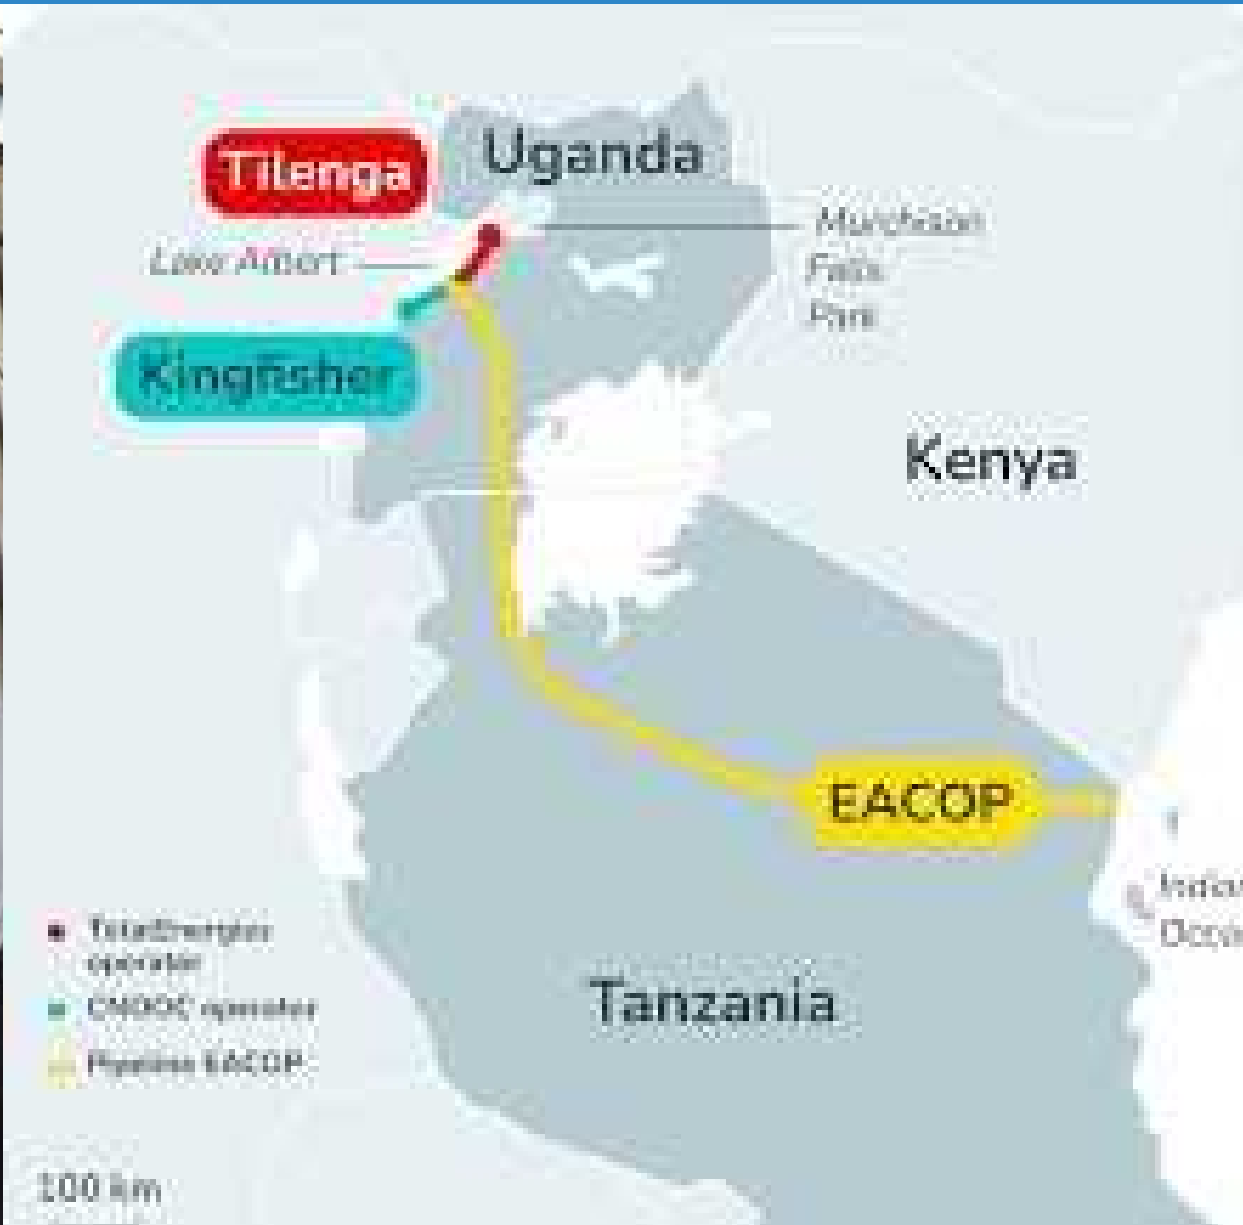 Uganda
Tilenga
Murchison
Falls
Park
Lake Albert
Kingfisher
Kenya
EACOP
TotalEnergies
operator
CNOOC operator
Pipeline EACOP
Tanzania
100 km